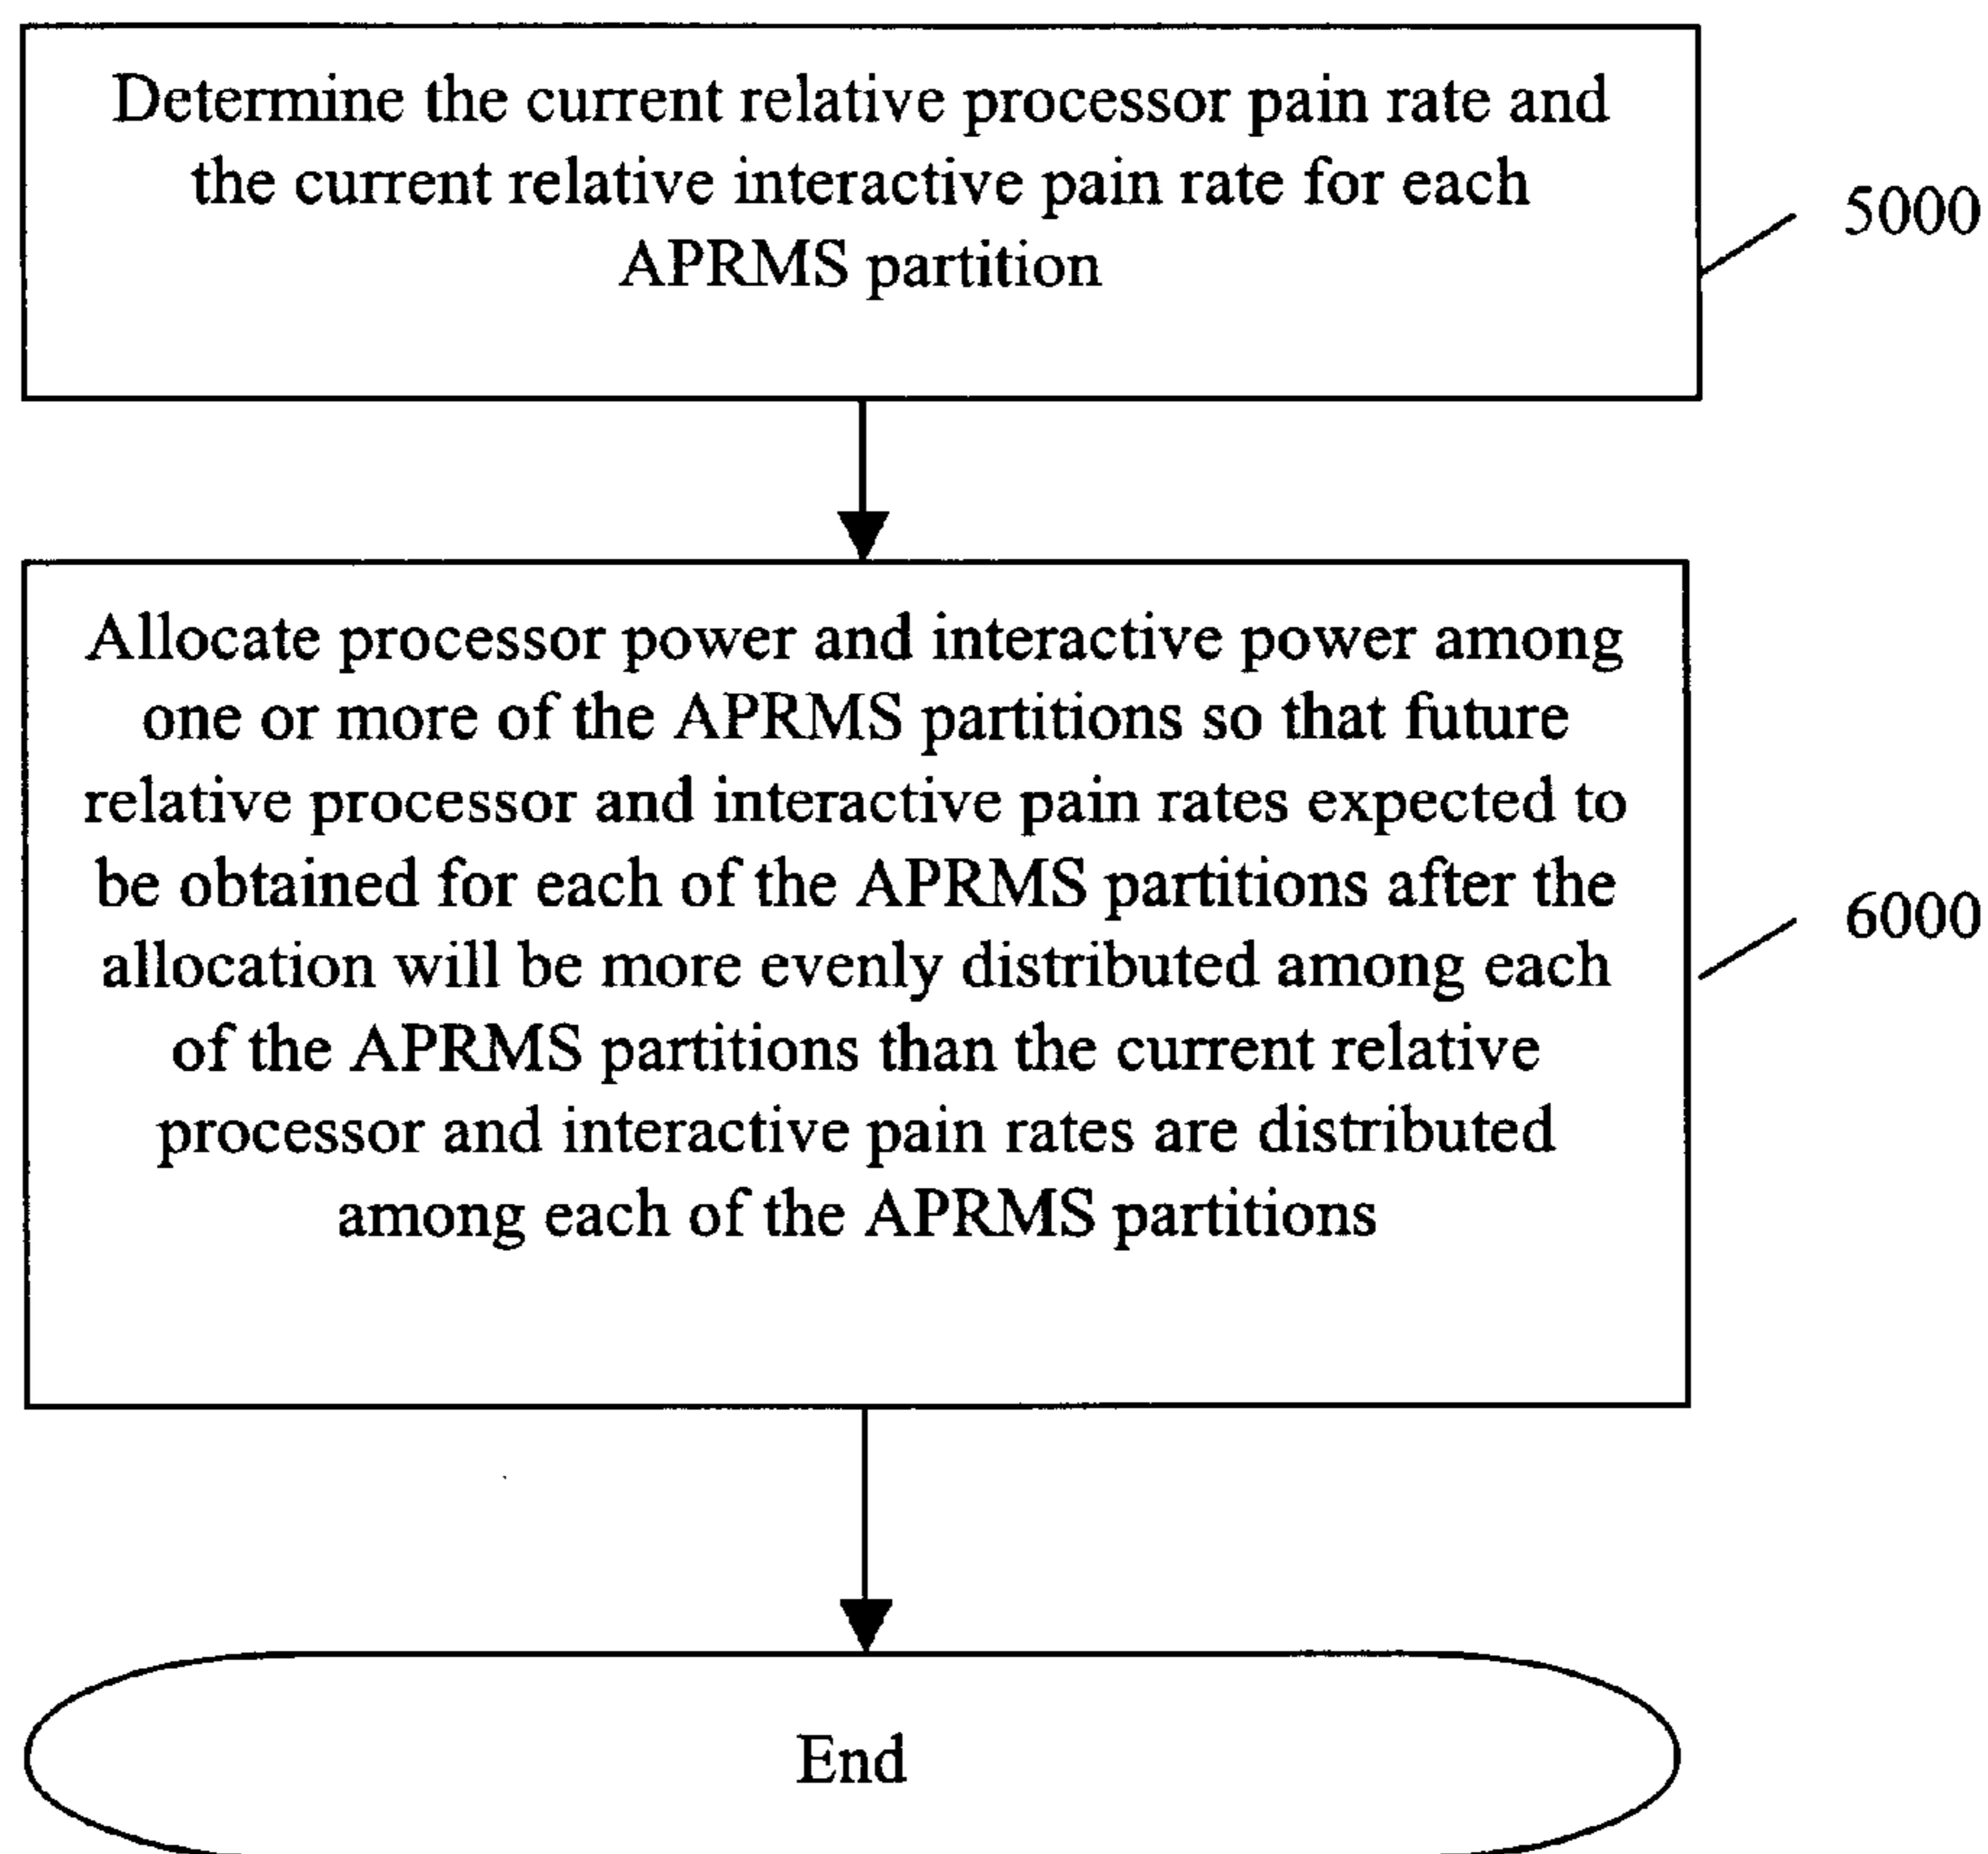 Determine the current relative processor pain rate and
the current relative interactive pain rate for each
APRMS partition
5000
Allocate processor power and interactive power among
one or more of the APRMS partitions so that future
relative processor and interactive pain rates expected to
be obtained for each of the APRMS partitions after the
allocation will be more evenly distributed among each
of the APRMS partitions than the current relative
processor and interactive pain rates are distributed
among each of the APRMS partitions
6000
End